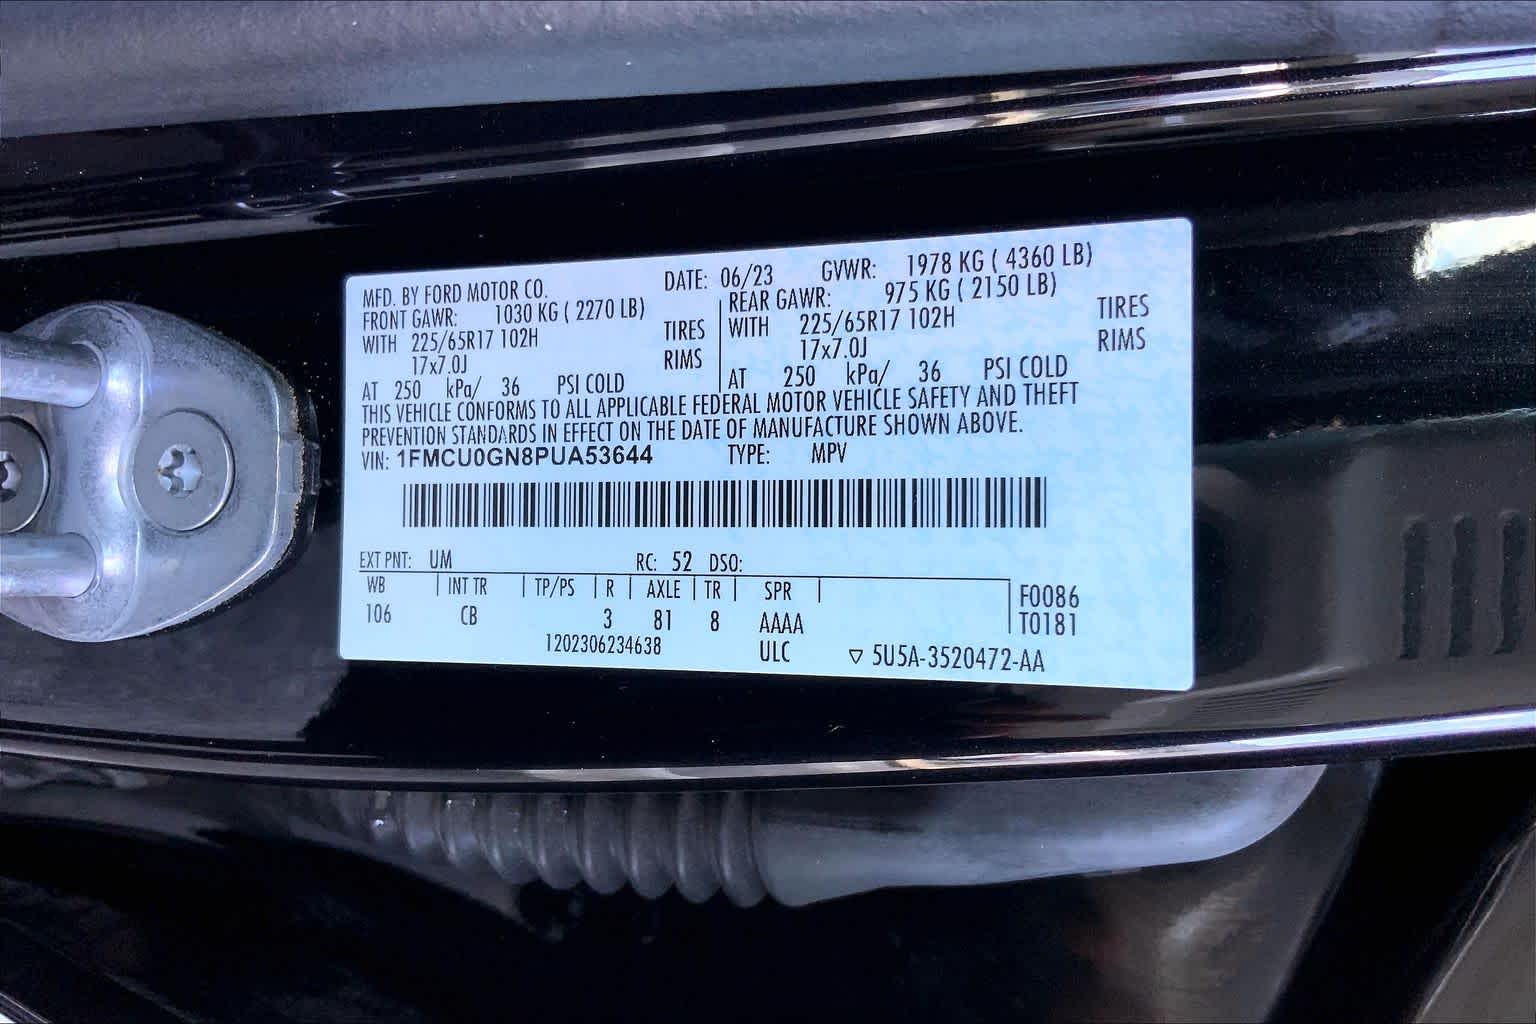 MFD. BY FORD MOTOR CO. DATE: 06/23 GVWR: 1978 KG ( 4360 LB)
FRONT GAWR: 1030 KG ( 2270 LB) REAR GAWR: 975 KG ( 2150 LB)
WITH 225/65R17 102H TIRES WITH 225/65R17 102H TIRES
17x7.0J RIMS 17x7.0J RIMS
AT 250 kPa/ 36 PSI COLD AT 250 kPa/ 36 PSI COLD
THIS VEHICLE CONFORMS TO ALL APPLICABLE FEDERAL MOTOR VEHICLE SAFETY AND THEFT
PREVENTION STANDARDS IN EFFECT ON THE DATE OF MANUFACTURE SHOWN ABOVE.
VIN: 1FMCU0GN8PUA53644 TYPE: MPV
EXT PNT: UM RC: 52 DSO:
WB INT TR TP/PS R AXLE TR SPR F0086
106 CB 3 81 8 AAAA T0181
1202306234638 ULC ▽ 5U5A-3520472-AA